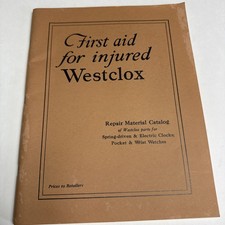 First aid
for injured
Westclox
Repair Material Catalog
of Westclox parts for
Spring-driven & Electric Clocks
Pocket & Wrist Watches
Prices to Retailers